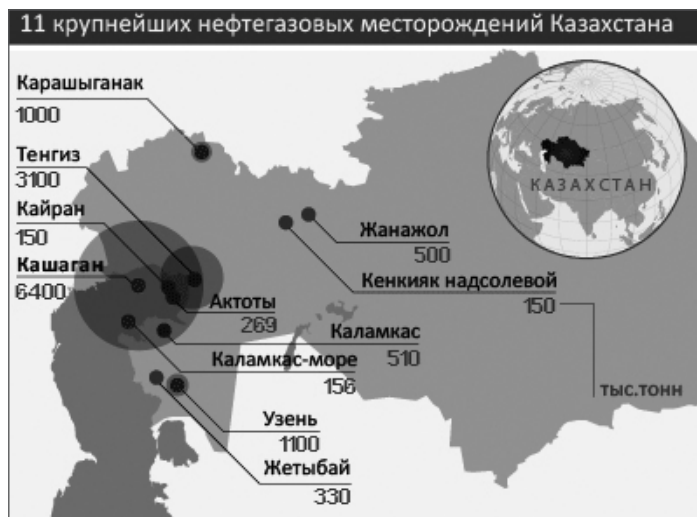 11 крупнейших нефтегазовых месторождений Казахстана
Карашыганак
1000
Тенгиз
3100
Кайран
150
Кашаган
6400
КАЗАХСТАН
Жанажол
500
Кенкияк надсолевой
150
Актоты
269
Каламкас
510
Каламкас-море
156
тыс.тонн
Узень
1100
Жетыбай
330